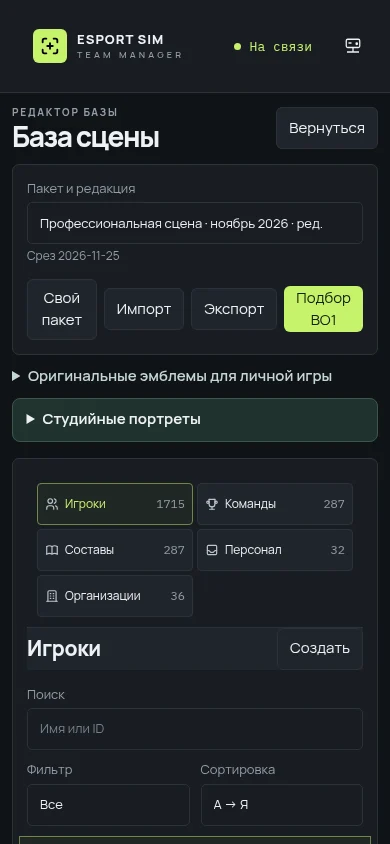 ESPORT SIM
TEAM MANAGER
На связи
РЕДАКТОР БАЗЫ
База сцены
Вернуться
Пакет и редакция
Профессиональная сцена · ноябрь 2026 · ред.
Срез 2026-11-25
Свой пакет
Импорт
Экспорт
Подбор BO1
▶ Оригинальные эмблемы для личной игры
▶ Студийные портреты
Игроки 1715
Команды 287
Составы 287
Персонал 32
Организации 36
Игроки
Создать
Поиск
Имя или ID
Фильтр
Сортировка
Все
А → Я